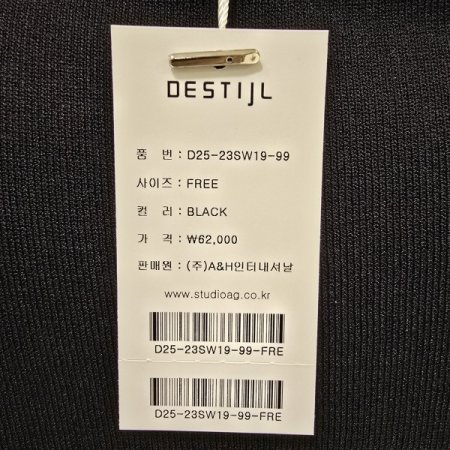 DESTIJL
품 번 : D25-23SW19-99
사이즈 : FREE
컬 러 : BLACK
가 격 : ₩62,000
판매원 : (주)A&H인터내셔날
www.studioag.co.kr
D25-23SW19-99-FRE
D25-23SW19-99-FRE